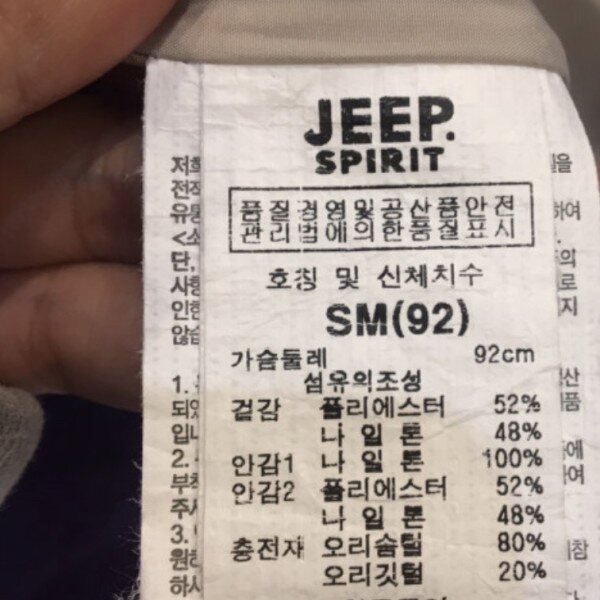 JEEP.
SPIRIT
품질경영및공산품안전
관리법에의한품질표시
호칭 및 신체치수
SM(92)
가슴둘레 92cm
섬유의조성
겉감 폴리에스터 52%
나 일 론 48%
안감1 나 일 론 100%
안감2 폴리에스터 52%
나 일 론 48%
충전재 오리솜털 80%
오리깃털 20%